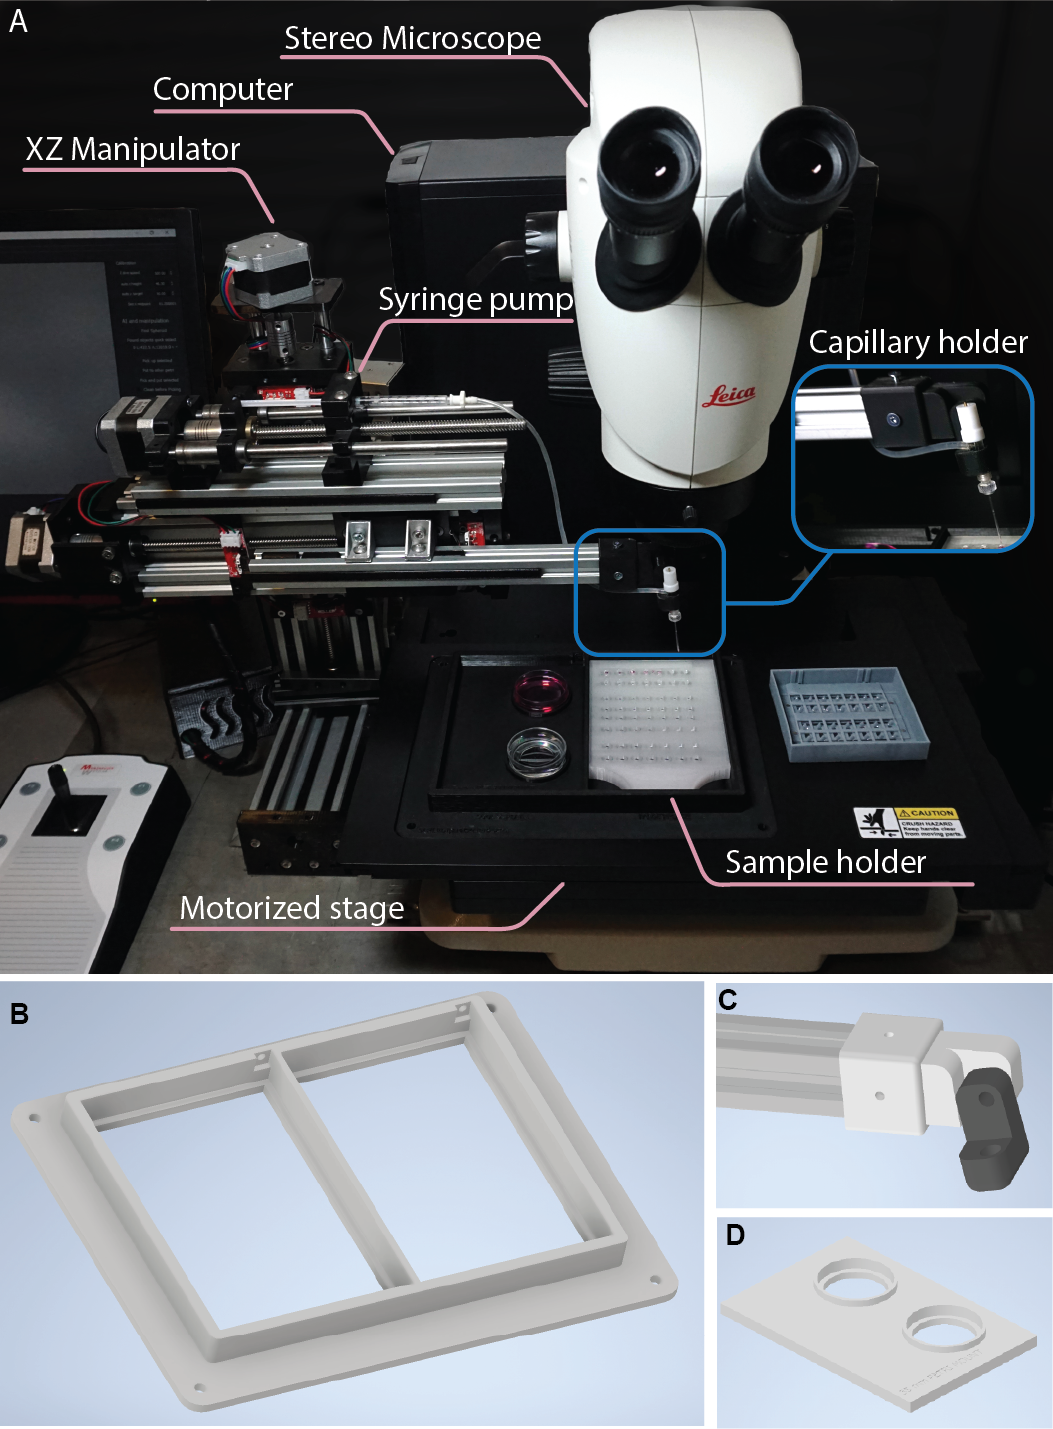 A
Stereo Microscope
Computer
XZ Manipulator
Syringe pump
Capillary holder
Leica
CAUTION
CRUSH HAZARD
Keep hands clear
from moving parts.
Sample holder
Motorized stage
B
C
D